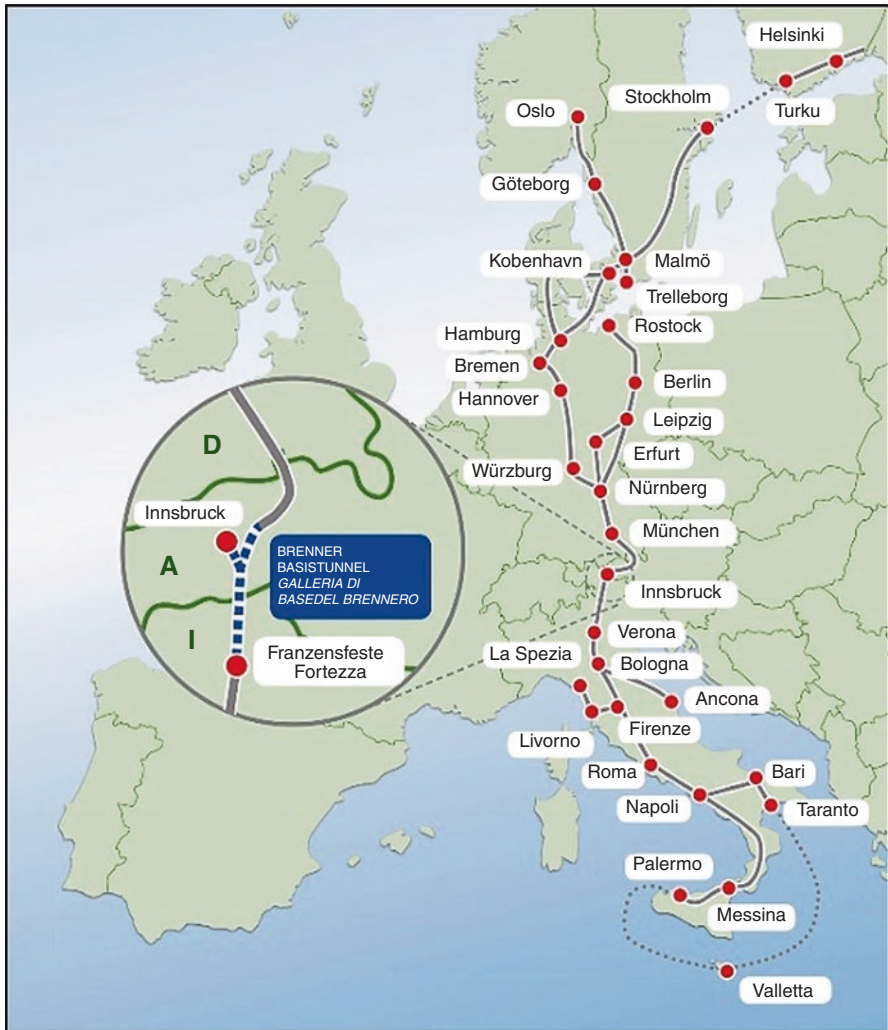 Helsinki
Stockholm
Oslo
Turku
Göteborg
Kobenhavn
Malmö
Trelleborg
Hamburg
Rostock
Bremen
Berlin
Hannover
Leipzig
Erfurt
Würzburg
Nürnberg
München
D
Innsbruck
A
BRENNER
BASISTUNNEL
GALLERIA DI
BASEDEL BRENNERO
I
Franzensfeste
Fortezza
Innsbruck
Verona
La Spezia
Bologna
Ancona
Firenze
Livorno
Roma
Bari
Napoli
Taranto
Palermo
Messina
Valletta